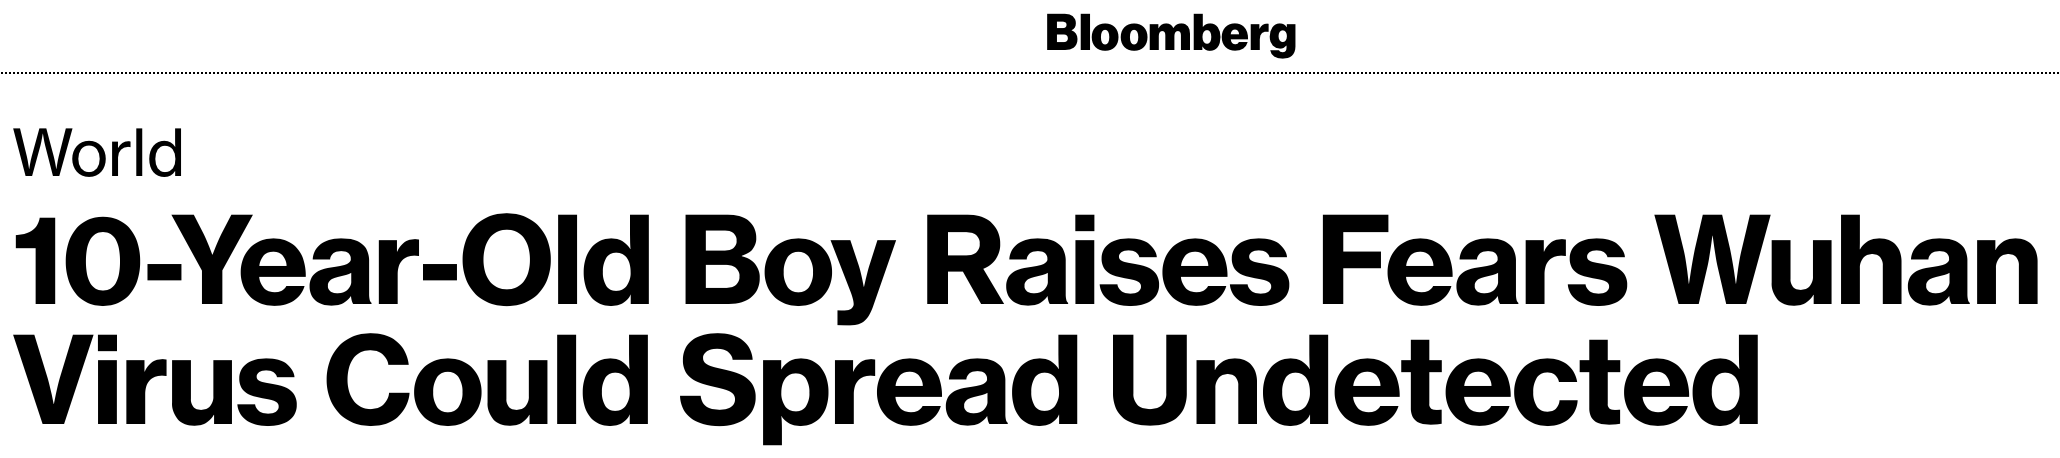 Bloomberg
World
10-Year-Old Boy Raises Fears Wuhan
Virus Could Spread Undetected